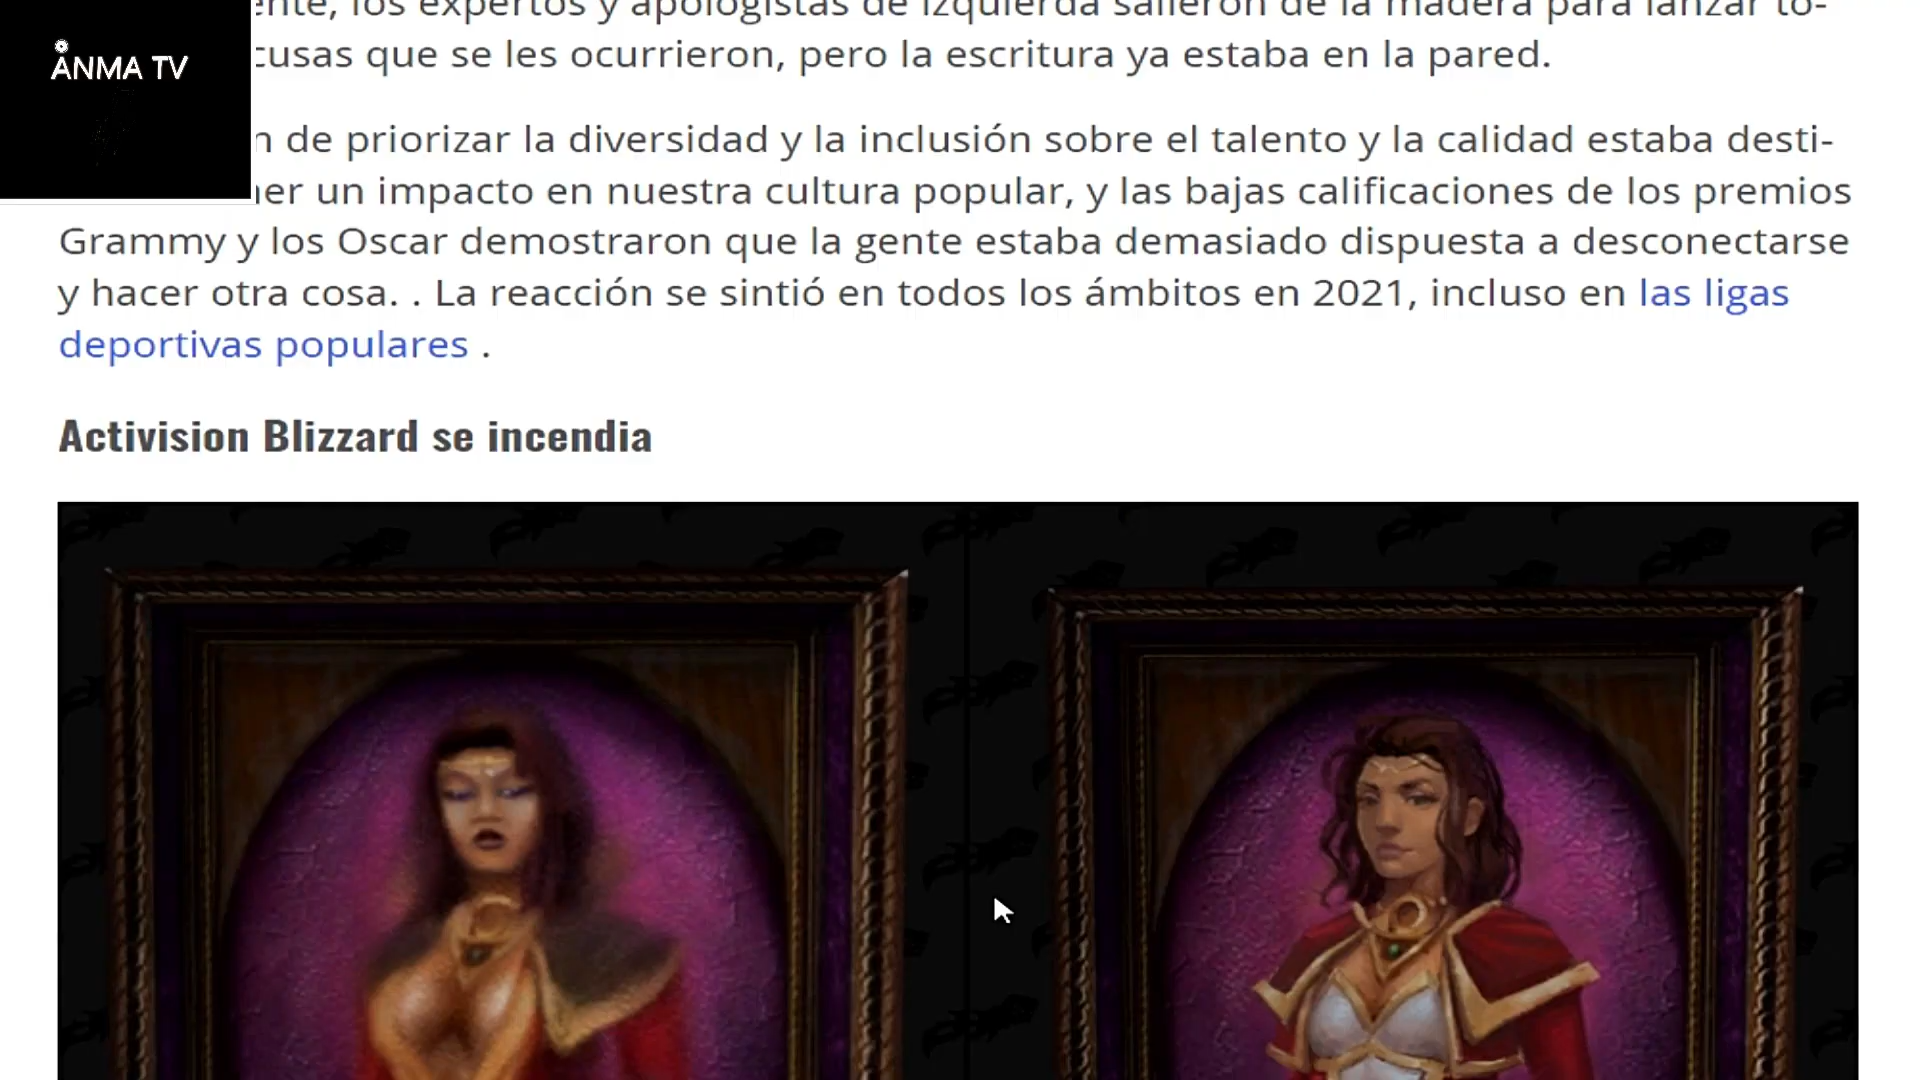 ANMA TV
los expertos y apologistas de izquierda salieron de la madera para lanzar to-
cusas que se les ocurrieron, pero la escritura ya estaba en la pared.
de priorizar la diversidad y la inclusión sobre el talento y la calidad estaba desti-
un impacto en nuestra cultura popular, y las bajas calificaciones de los premios
Grammy y los Oscar demostraron que la gente estaba demasiado dispuesta a desconectarse
y hacer otra cosa. . La reacción se sintió en todos los ámbitos en 2021, incluso en las ligas
deportivas populares .
Activision Blizzard se incendia